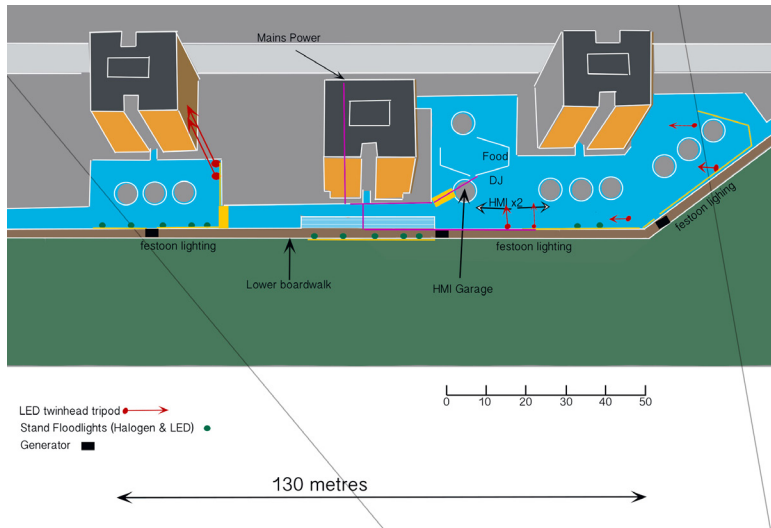 Mains Power
Food
DJ
HMI x2
festoon lighting
festoon lighting
festoon lighing
Lower boardwalk
HMI Garage
0 10 20 30 40 50
LED twinhead tripod
Stand Floodlights (Halogen & LED)
Generator
130 metres